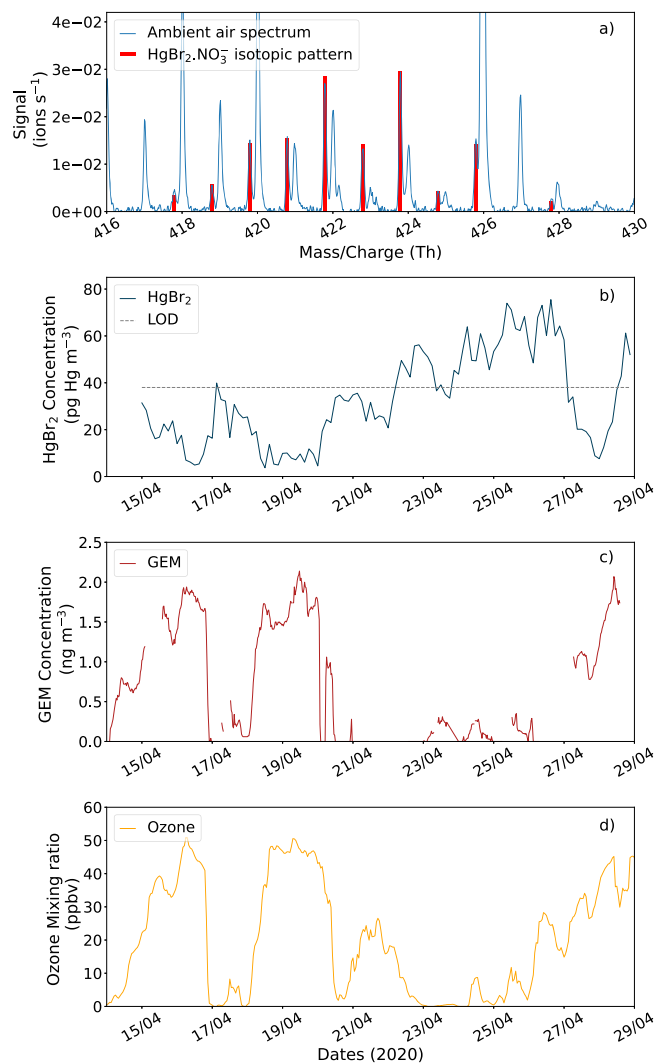 a)
Ambient air spectrum
HgBr₂.NO₃⁻ isotopic pattern
4e−02
3e−02
2e−02
1e−02
0e+00
Signal
(ions s⁻¹)
416 418 420 422 424 426 428 430
Mass/Charge (Th)
b)
HgBr₂
LOD
80
60
40
20
0
HgBr₂ Concentration
(pg Hg m⁻³)
15/04 17/04 19/04 21/04 23/04 25/04 27/04 29/04
c)
GEM
2.5
2.0
1.5
1.0
0.5
0.0
GEM Concentration
(ng m⁻³)
15/04 17/04 19/04 21/04 23/04 25/04 27/04 29/04
d)
Ozone
60
50
40
30
20
10
0
Ozone Mixing ratio
(ppbv)
15/04 17/04 19/04 21/04 23/04 25/04 27/04 29/04
Dates (2020)